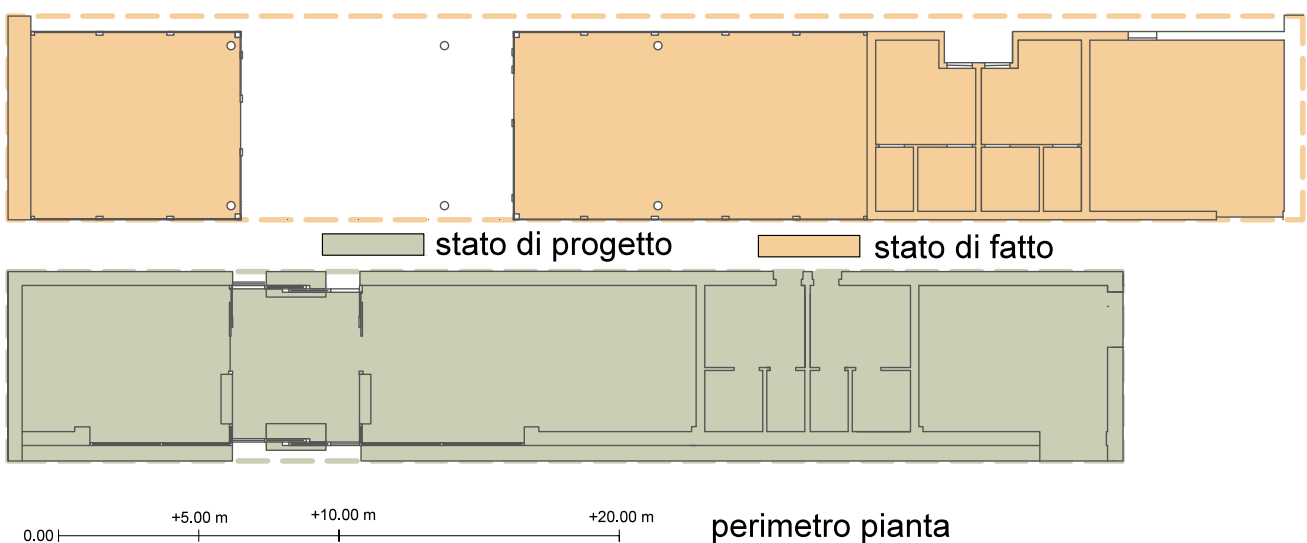 stato di progetto
stato di fatto
0.00
+5.00 m
+10.00 m
+20.00 m
perimetro pianta